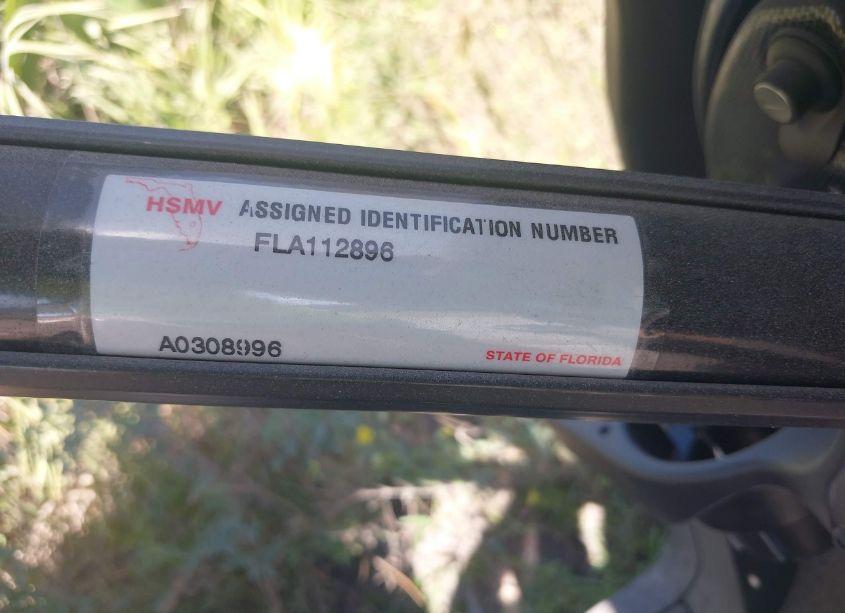 HSMV ASSIGNED IDENTIFICATION NUMBER
FLA112896
A0308996 STATE OF FLORIDA